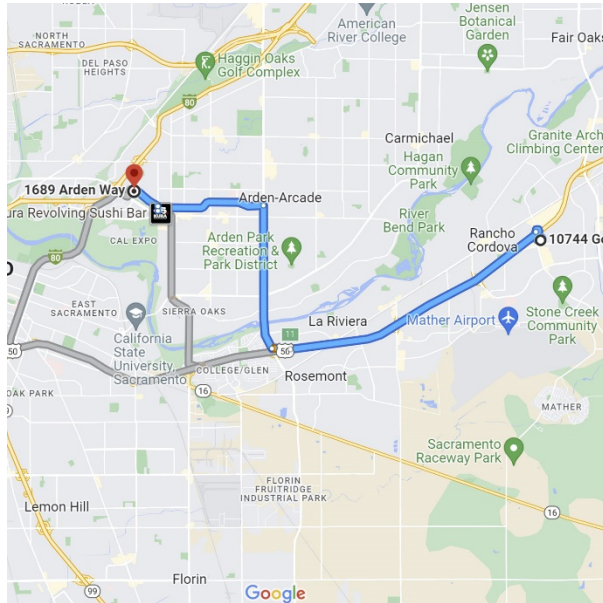 American
River College
Jensen
Botanical
Garden
NORTH
SACRAMENTO
Fair Oaks
DEL PASO
HEIGHTS
Haggin Oaks
Golf Complex
80
Carmichael
Hagan
Community
Park
Granite Arch
Climbing Center
1689 Arden Way
Arden-Arcade
ura Revolving Sushi Bar
KURA
CAL EXPO
River
Bend Park
Rancho
Cordova
10744 Go
Arden Park
Recreation &
Park District
80
EAST
SACRAMENTO
SIERRA OAKS
La Riviera
Mather Airport
Stone Creek
Community
Park
California
State
University,
Sacramento
11
50
56
COLLEGE/GLEN
Rosemont
OAK PARK
16
MATHER
Sacramento
Raceway Park
FLORIN
FRUITRIDGE
INDUSTRIAL PARK
Lemon Hill
16
Florin
99
Google